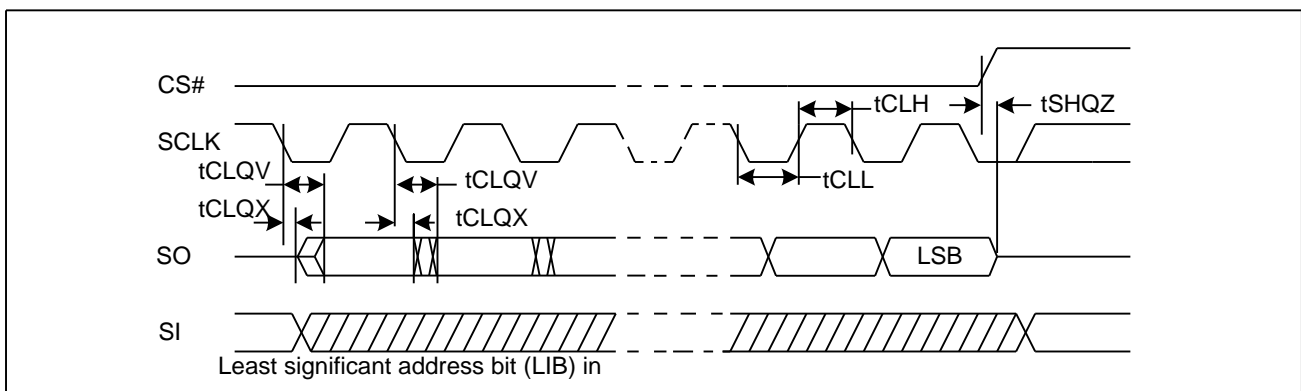 CS#
tCLH
tSHQZ
SCLK
tCLQV
tCLQV
tCLL
tCLQX
tCLQX
SO
LSB
SI
Least significant address bit (LIB) in